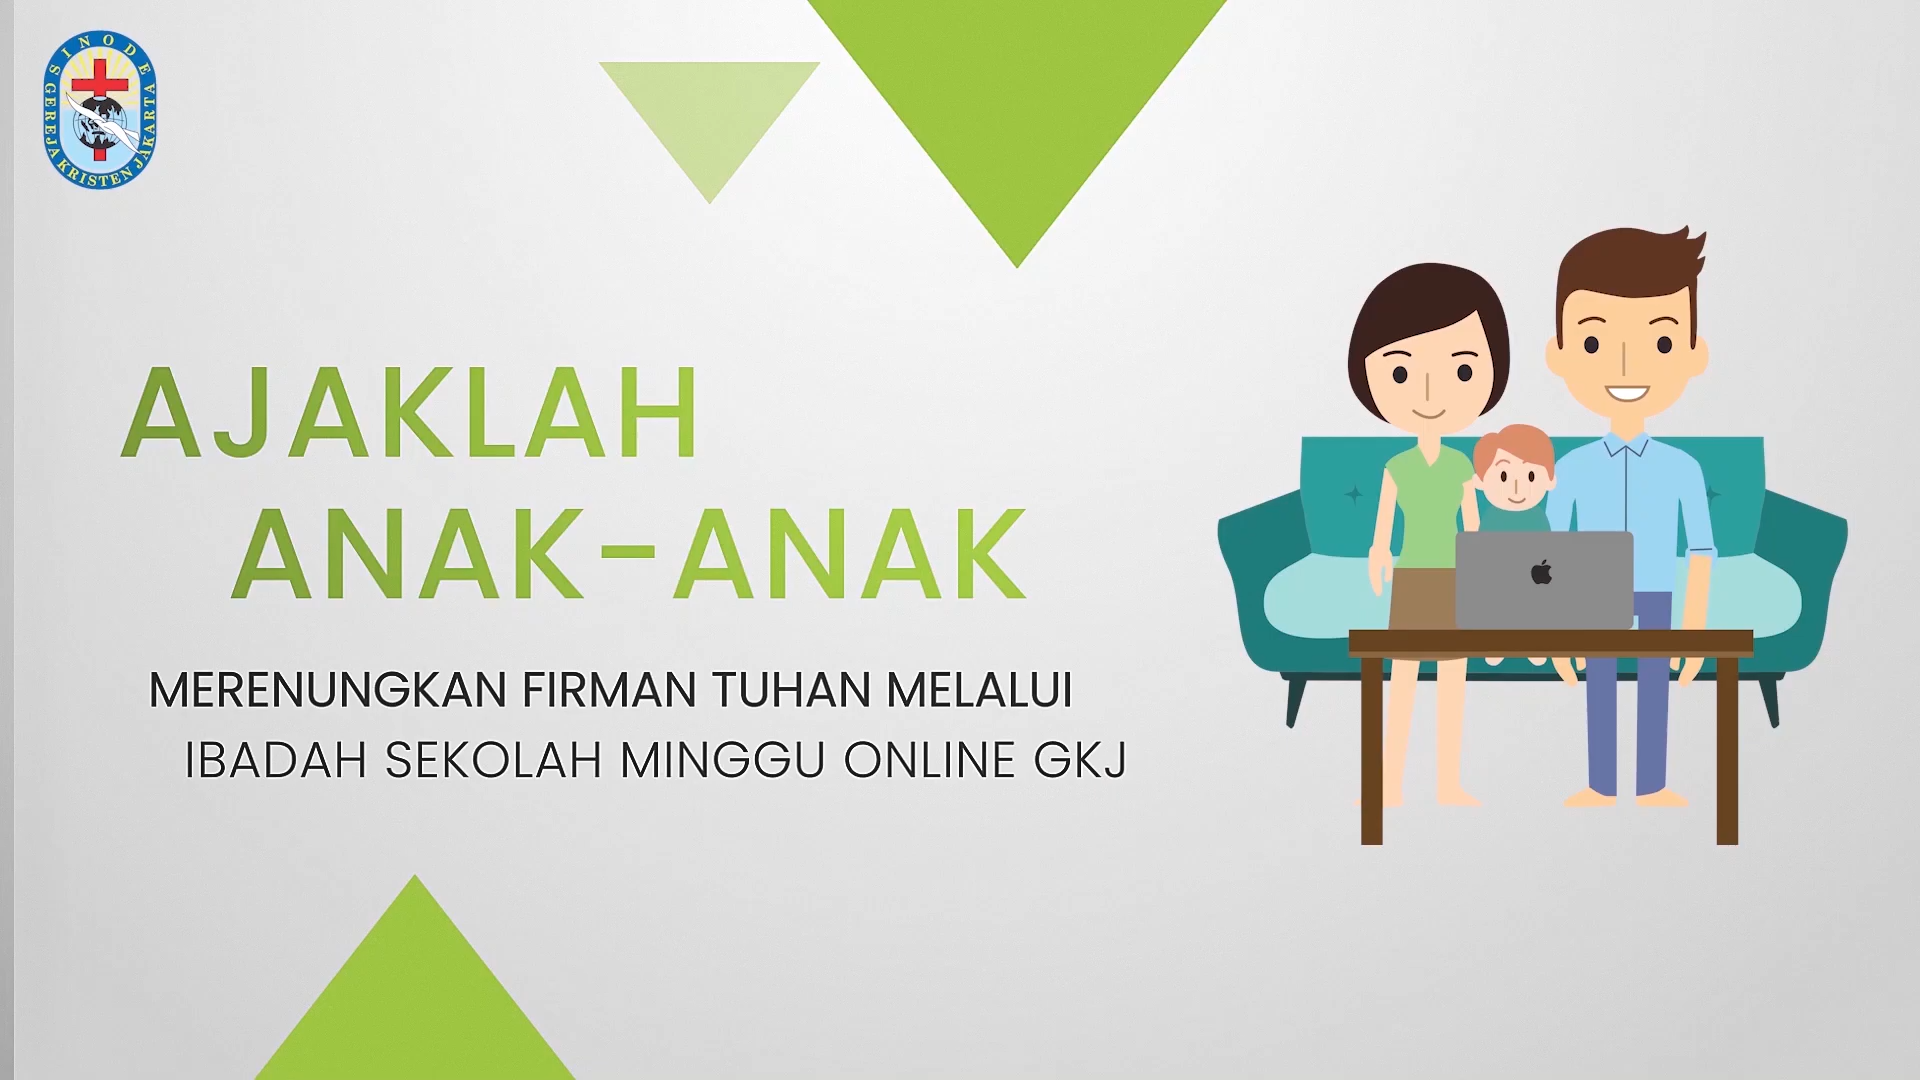 SINODE
GEREJA KRISTEN JAKARTA
AJAKLAH
ANAK-ANAK
MERENUNGKAN FIRMAN TUHAN MELALUI
IBADAH SEKOLAH MINGGU ONLINE GKJ